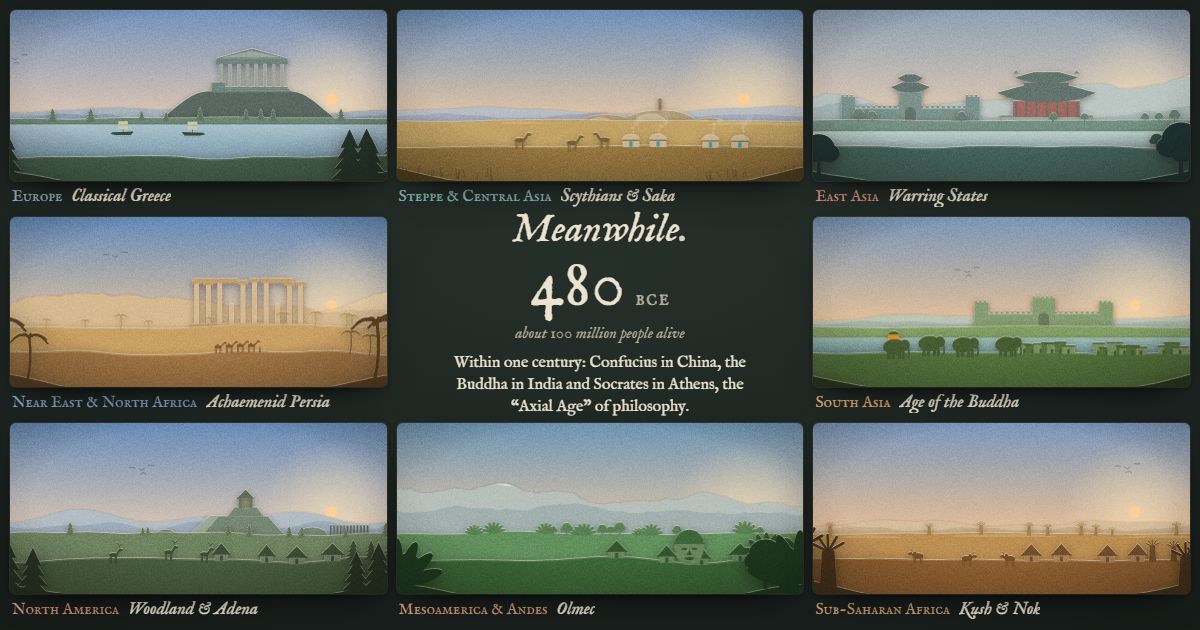 Europe Classical Greece
Steppe & Central Asia Scythians & Saka
East Asia Warring States
Meanwhile.
480 BCE
about 100 million people alive
Within one century: Confucius in China, the
Buddha in India and Socrates in Athens, the
“Axial Age” of philosophy.
Near East & North Africa Achaemenid Persia
South Asia Age of the Buddha
North America Woodland & Adena
Mesoamerica & Andes Olmec
Sub-Saharan Africa Kush & Nok